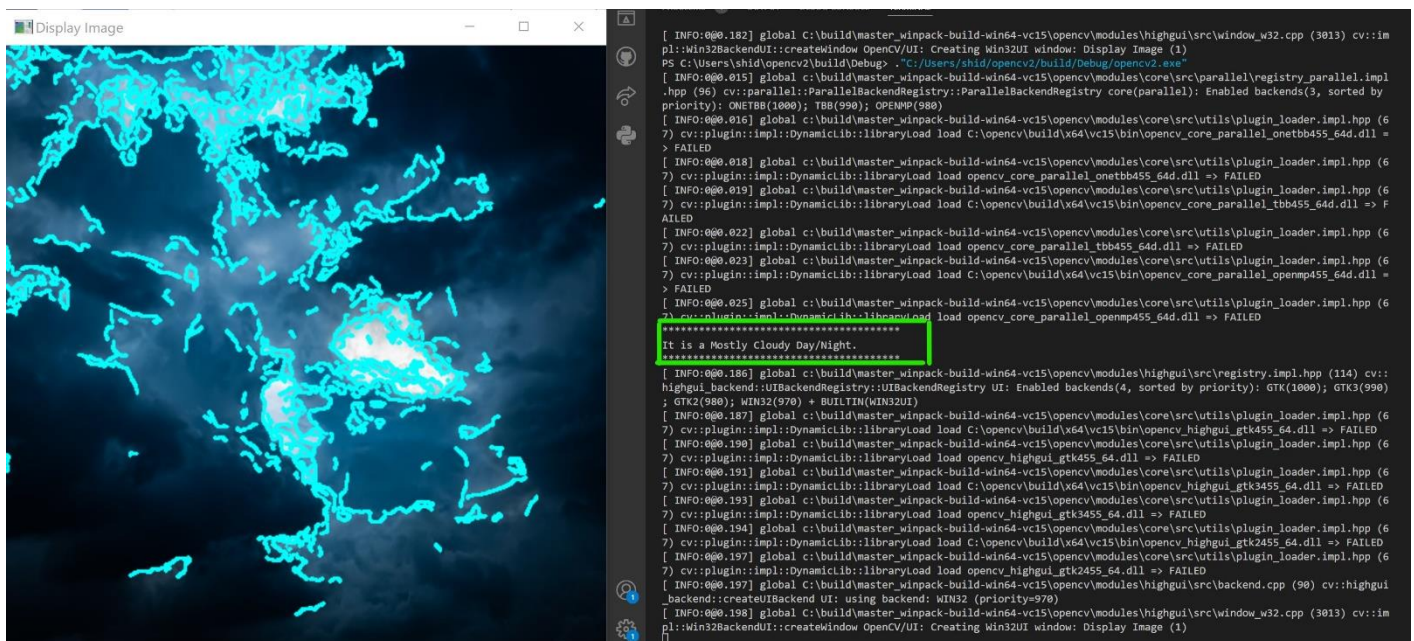 Display Image
[ INFO:0@0.182] global C:\build\master_winpack-build-win64-vc15\opencv\modules\highgui\src\window_w32.cpp (3013) cv::im
pl::Win32BackendUI::createWindow OpenCV/UI: Creating Win32UI window: Display Image (1)
PS C:\Users\shid\opencv2\build\Debug> ."C:/Users/shid/opencv2/build/Debug/opencv2.exe"
[ INFO:0@0.015] global c:\build\master_winpack-build-win64-vc15\opencv\modules\core\src\parallel\registry_parallel.impl
.hpp (96) cv::parallel::ParallelBackendRegistry::ParallelBackendRegistry core(parallel): Enabled backends(3, sorted by
priority): ONETBB(1000); TBB(990); OPENMP(980)
[ INFO:0@0.016] global c:\build\master_winpack-build-win64-vc15\opencv\modules\core\src\utils\plugin_loader.impl.hpp (6
7) cv::plugin::impl::DynamicLib::libraryLoad load C:\opencv\build\x64\vc15\bin\opencv_core_parallel_onetbb455_64d.dll =
> FAILED
[ INFO:0@0.018] global c:\build\master_winpack-build-win64-vc15\opencv\modules\core\src\utils\plugin_loader.impl.hpp (6
7) cv::plugin::impl::DynamicLib::libraryLoad load opencv_core_parallel_onetbb455_64d.dll => FAILED
[ INFO:0@0.019] global c:\build\master_winpack-build-win64-vc15\opencv\modules\core\src\utils\plugin_loader.impl.hpp (6
7) cv::plugin::impl::DynamicLib::libraryLoad load C:\opencv\build\x64\vc15\bin\opencv_core_parallel_tbb455_64d.dll => F
AILED
[ INFO:0@0.022] global c:\build\master_winpack-build-win64-vc15\opencv\modules\core\src\utils\plugin_loader.impl.hpp (6
7) cv::plugin::impl::DynamicLib::libraryLoad load opencv_core_parallel_tbb455_64d.dll => FAILED
[ INFO:0@0.023] global c:\build\master_winpack-build-win64-vc15\opencv\modules\core\src\utils\plugin_loader.impl.hpp (6
7) cv::plugin::impl::DynamicLib::libraryLoad load C:\opencv\build\x64\vc15\bin\opencv_core_parallel_openmp455_64d.dll =
> FAILED
[ INFO:0@0.025] global c:\build\master_winpack-build-win64-vc15\opencv\modules\core\src\utils\plugin_loader.impl.hpp (6
7) cv::plugin::impl::DynamicLib::libraryLoad load opencv_core_parallel_openmp455_64d.dll => FAILED
***************************************
It is a Mostly Cloudy Day/Night.
***************************************
[ INFO:0@0.186] global c:\build\master_winpack-build-win64-vc15\opencv\modules\highgui\src\registry.impl.hpp (114) cv::
highgui_backend::UIBackendRegistry::UIBackendRegistry UI: Enabled backends(4, sorted by priority): GTK(1000); GTK3(990)
; GTK2(980); WIN32(970) + BUILTIN(WIN32UI)
[ INFO:0@0.187] global c:\build\master_winpack-build-win64-vc15\opencv\modules\core\src\utils\plugin_loader.impl.hpp (6
7) cv::plugin::impl::DynamicLib::libraryLoad load C:\opencv\build\x64\vc15\bin\opencv_highgui_gtk455_64.dll => FAILED
[ INFO:0@0.190] global c:\build\master_winpack-build-win64-vc15\opencv\modules\core\src\utils\plugin_loader.impl.hpp (6
7) cv::plugin::impl::DynamicLib::libraryLoad load opencv_highgui_gtk455_64.dll => FAILED
[ INFO:0@0.191] global c:\build\master_winpack-build-win64-vc15\opencv\modules\core\src\utils\plugin_loader.impl.hpp (6
7) cv::plugin::impl::DynamicLib::libraryLoad load C:\opencv\build\x64\vc15\bin\opencv_highgui_gtk3455_64.dll => FAILED
[ INFO:0@0.193] global c:\build\master_winpack-build-win64-vc15\opencv\modules\core\src\utils\plugin_loader.impl.hpp (6
7) cv::plugin::impl::DynamicLib::libraryLoad load opencv_highgui_gtk3455_64.dll => FAILED
[ INFO:0@0.194] global c:\build\master_winpack-build-win64-vc15\opencv\modules\core\src\utils\plugin_loader.impl.hpp (6
7) cv::plugin::impl::DynamicLib::libraryLoad load C:\opencv\build\x64\vc15\bin\opencv_highgui_gtk2455_64.dll => FAILED
[ INFO:0@0.197] global c:\build\master_winpack-build-win64-vc15\opencv\modules\core\src\utils\plugin_loader.impl.hpp (6
7) cv::plugin::impl::DynamicLib::libraryLoad load opencv_highgui_gtk2455_64.dll => FAILED
[ INFO:0@0.197] global C:\build\master_winpack-build-win64-vc15\opencv\modules\highgui\src\backend.cpp (90) cv::highgui
_backend::createUIBackend UI: using backend: WIN32 (priority=970)
[ INFO:0@0.198] global C:\build\master_winpack-build-win64-vc15\opencv\modules\highgui\src\window_w32.cpp (3013) cv::im
pl::Win32BackendUI::createWindow OpenCV/UI: Creating Win32UI window: Display Image (1)
1
1